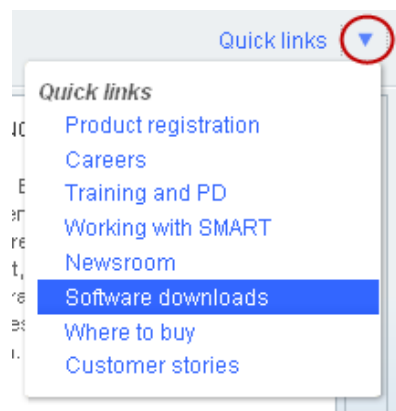 Quick links ▼
Quick links
Product registration
Careers
Training and PD
Working with SMART
Newsroom
Software downloads
Where to buy
Customer stories